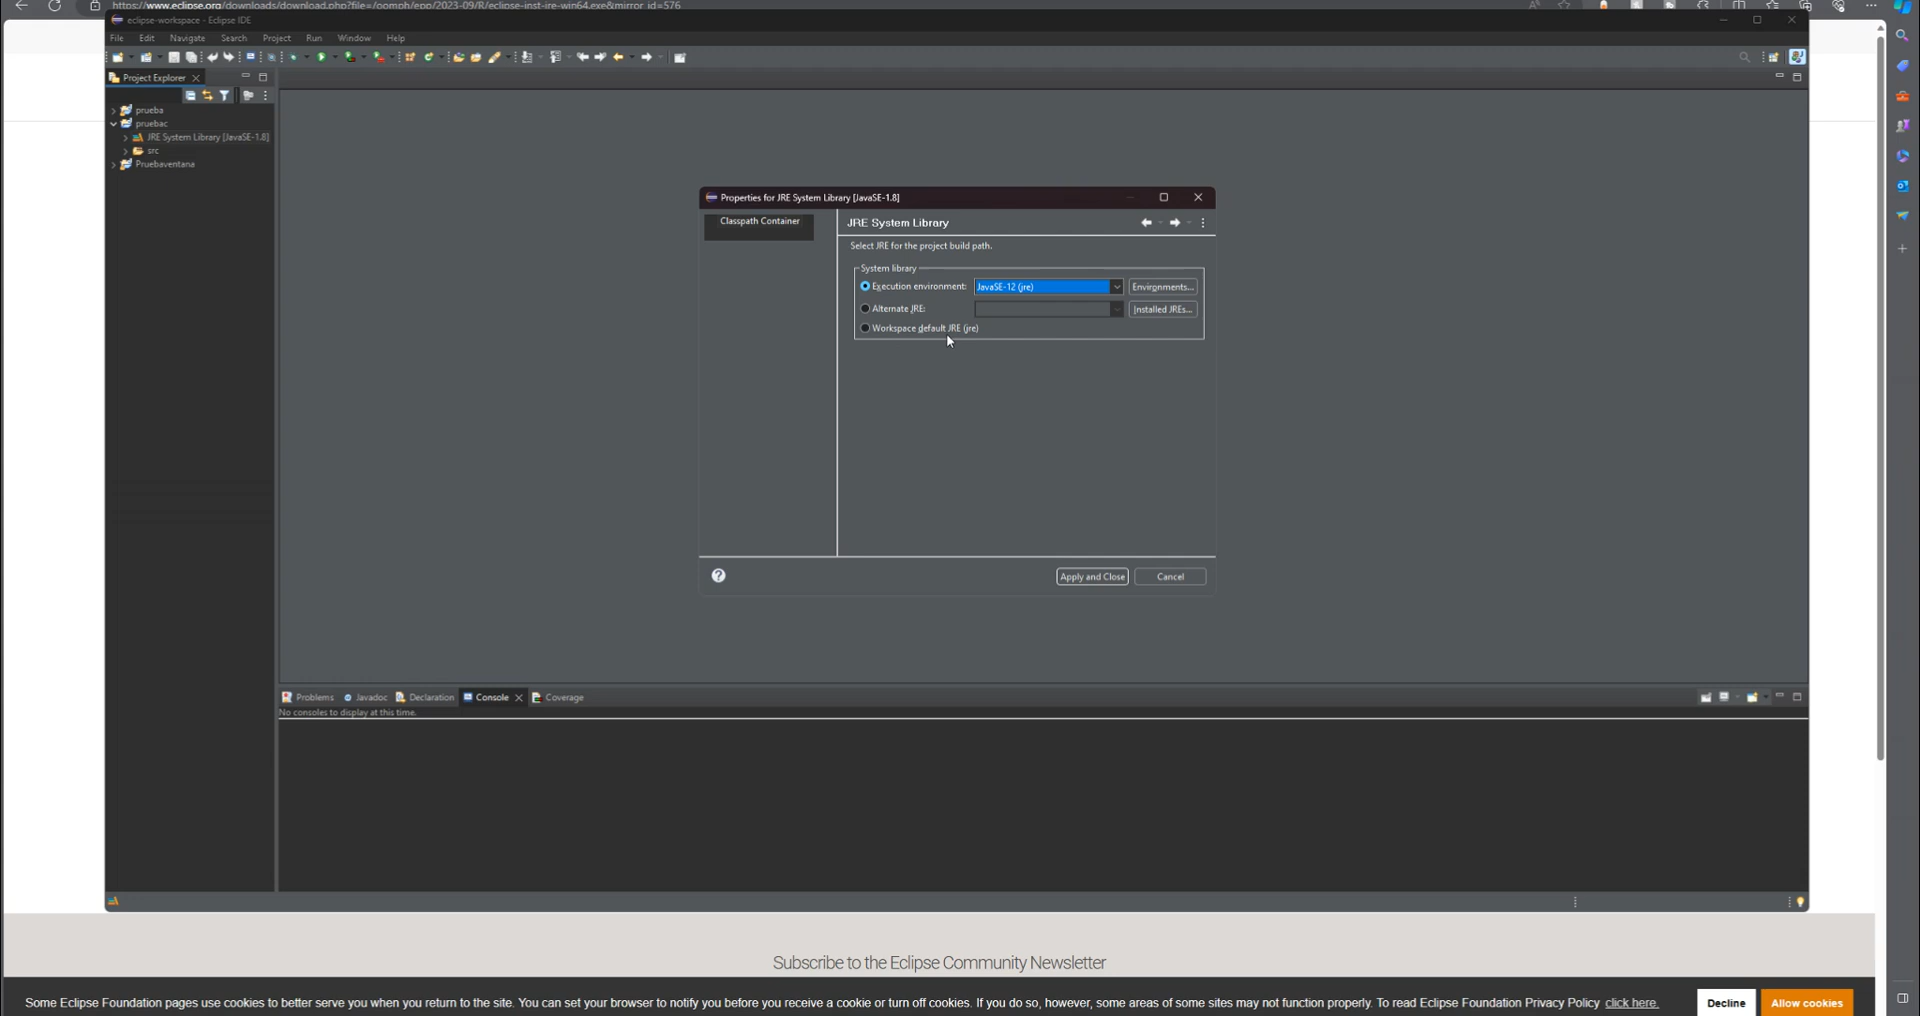 https://www.eclipse.org/downloads/download.php?file=/oomph/epp/2023-09/R/eclipse-inst-jre-win64.exe&mirror_id=576
eclipse-workspace - Eclipse IDE
File Edit Navigate Search Project Run Window Help
Project Explorer
prueba
pruebac
JRE System Library [JavaSE-1.8]
src
Pruebaventana
Properties for JRE System Library [JavaSE-1.8]
Classpath Container
JRE System Library
Select JRE for the project build path.
System library
Execution environment: JavaSE-12 (jre) Environments...
Alternate JRE: Installed JREs...
Workspace default JRE (jre)
?
Apply and Close Cancel
Problems Javadoc Declaration Console Coverage
No consoles to display at this time.
Subscribe to the Eclipse Community Newsletter
Some Eclipse Foundation pages use cookies to better serve you when you return to the site. You can set your browser to notify you before you receive a cookie or turn off cookies. If you do so, however, some areas of some sites may not function properly. To read Eclipse Foundation Privacy Policy click here.
Decline Allow cookies